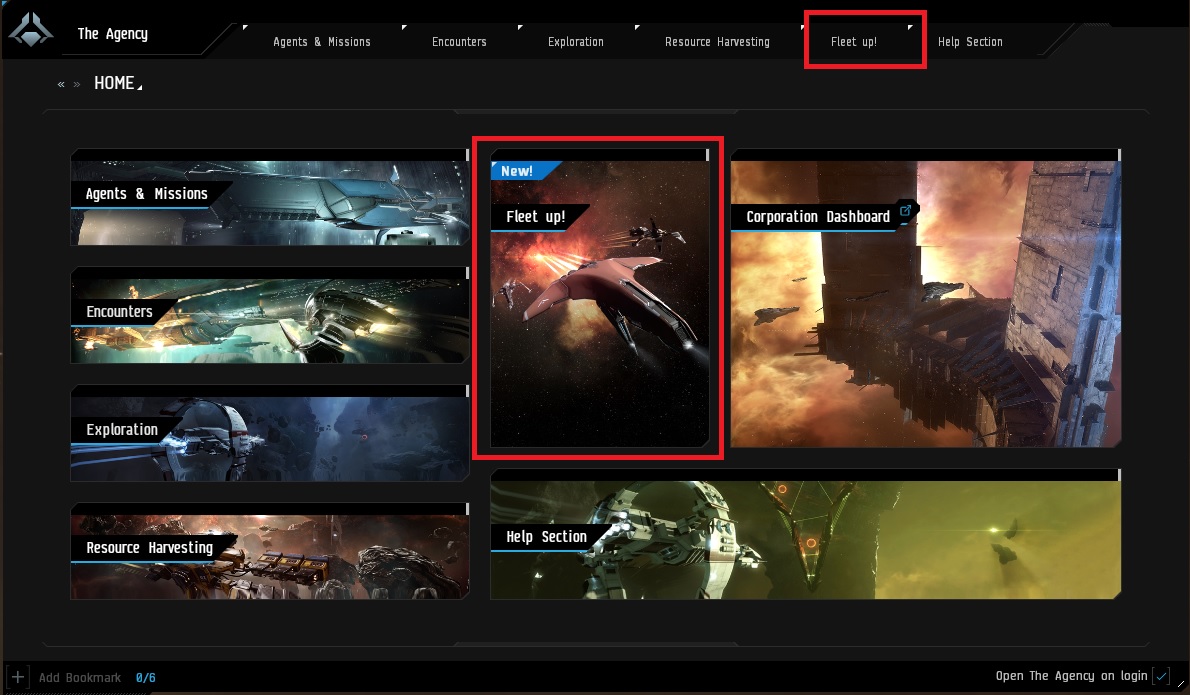 The Agency
Agents & Missions
Encounters
Exploration
Resource Harvesting
Fleet up!
Help Section
« » HOME
Agents & Missions
New!
Fleet up!
Corporation Dashboard
Encounters
Exploration
Resource Harvesting
Help Section
Add Bookmark 0/6
Open The Agency on login